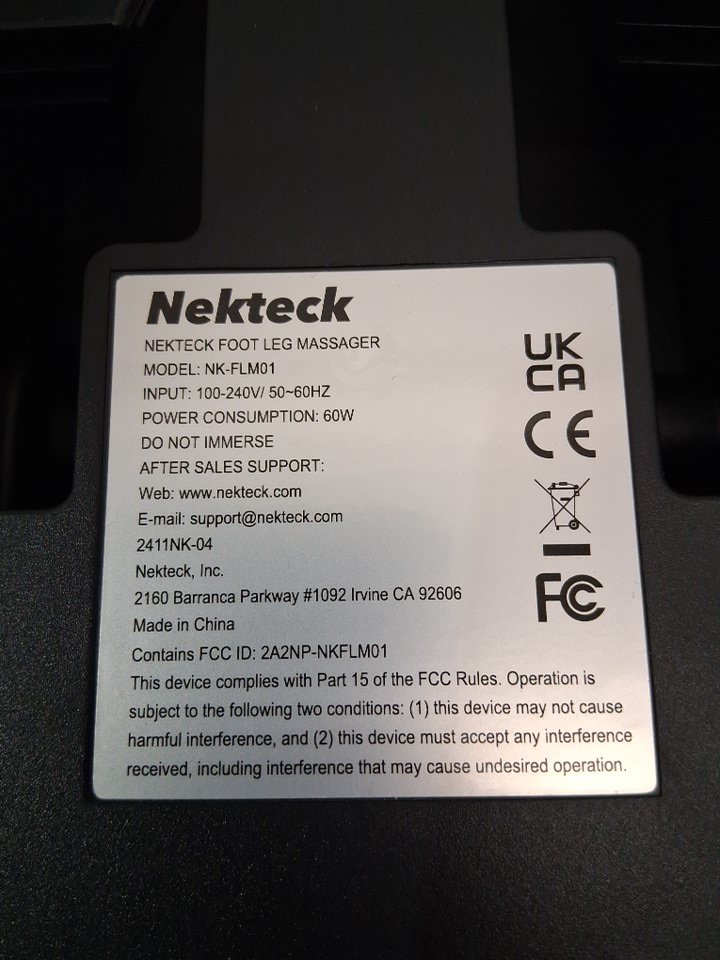 Nekteck
NEKTECK FOOT LEG MASSAGER
MODEL: NK-FLM01
INPUT: 100-240V/ 50~60HZ
POWER CONSUMPTION: 60W
DO NOT IMMERSE
AFTER SALES SUPPORT:
Web: www.nekteck.com
E-mail: support@nekteck.com
2411NK-04
Nekteck, Inc.
2160 Barranca Parkway #1092 Irvine CA 92606
Made in China
Contains FCC ID: 2A2NP-NKFLM01
This device complies with Part 15 of the FCC Rules. Operation is
subject to the following two conditions: (1) this device may not cause
harmful interference, and (2) this device must accept any interference
received, including interference that may cause undesired operation.
UK
CA
CE
FC